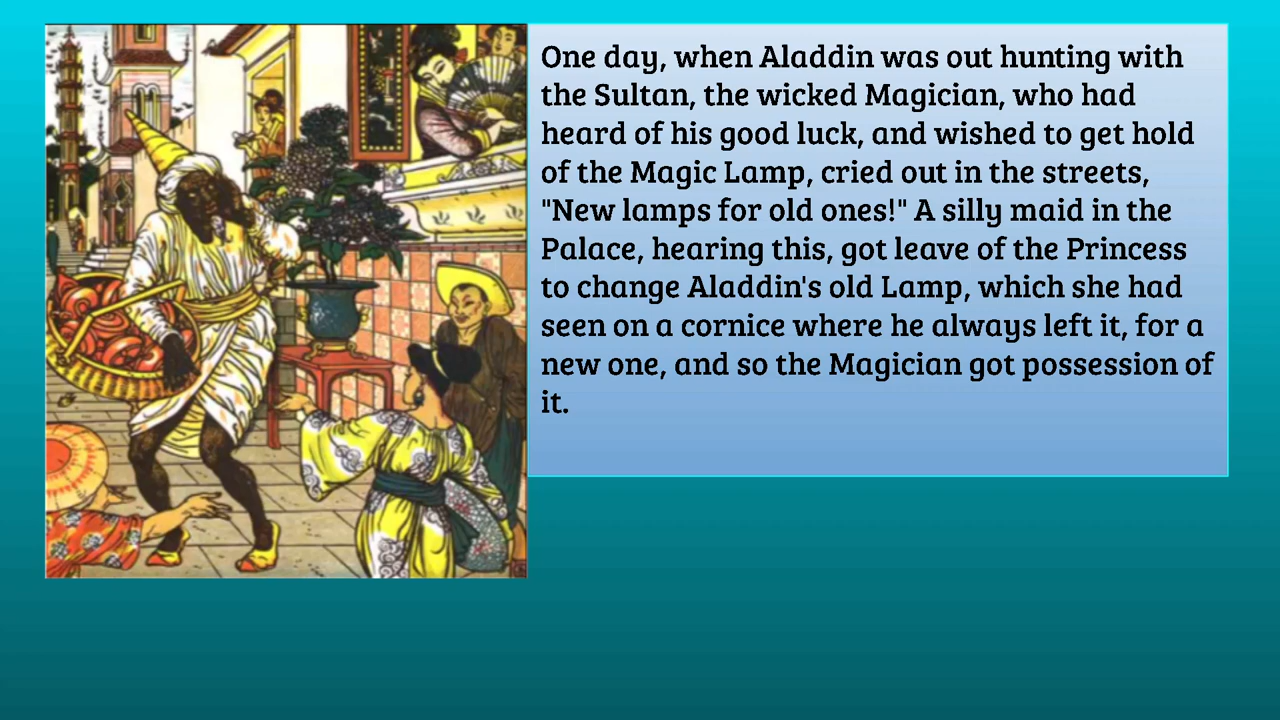 One day, when Aladdin was out hunting with
the Sultan, the wicked Magician, who had
heard of his good luck, and wished to get hold
of the Magic Lamp, cried out in the streets,
"New lamps for old ones!" A silly maid in the
Palace, hearing this, got leave of the Princess
to change Aladdin's old Lamp, which she had
seen on a cornice where he always left it, for a
new one, and so the Magician got possession of
it.